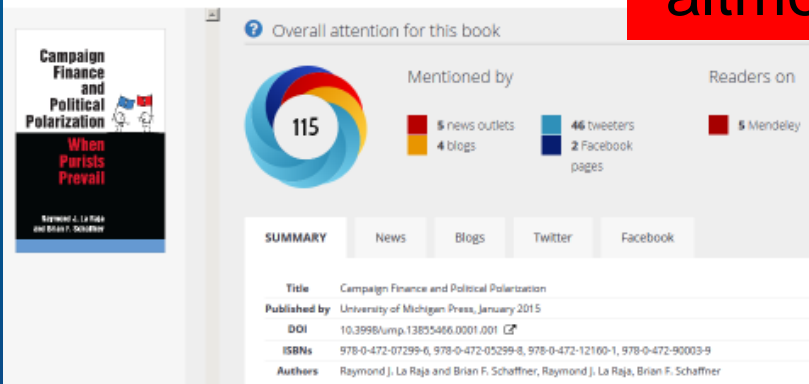 altm
Overall attention for this book
Campaign
Finance
and
Political
Polarization
When
Purists
Prevail
Raymond J. La Raja
and Brian F. Schaffner
115
Mentioned by
5 news outlets
4 blogs
46 tweeters
2 Facebook
pages
Readers on
5 Mendeley
SUMMARY News Blogs Twitter Facebook
Title Campaign Finance and Political Polarization
Published by University of Michigan Press, January 2015
DOI 10.3998/ump.13855466.0001.001
ISBNs 978-0-472-07299-6, 978-0-472-05299-8, 978-0-472-12160-1, 978-0-472-90003-9
Authors Raymond J. La Raja and Brian F. Schaffner, Raymond J. La Raja, Brian F. Schaffner